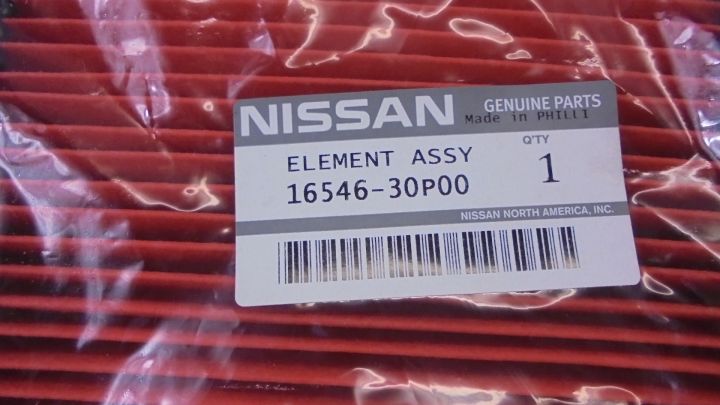 NISSAN
GENUINE PARTS
Made in PHILLI
ELEMENT ASSY
Q'TY
16546-30P00
1
NISSAN NORTH AMERICA, INC.